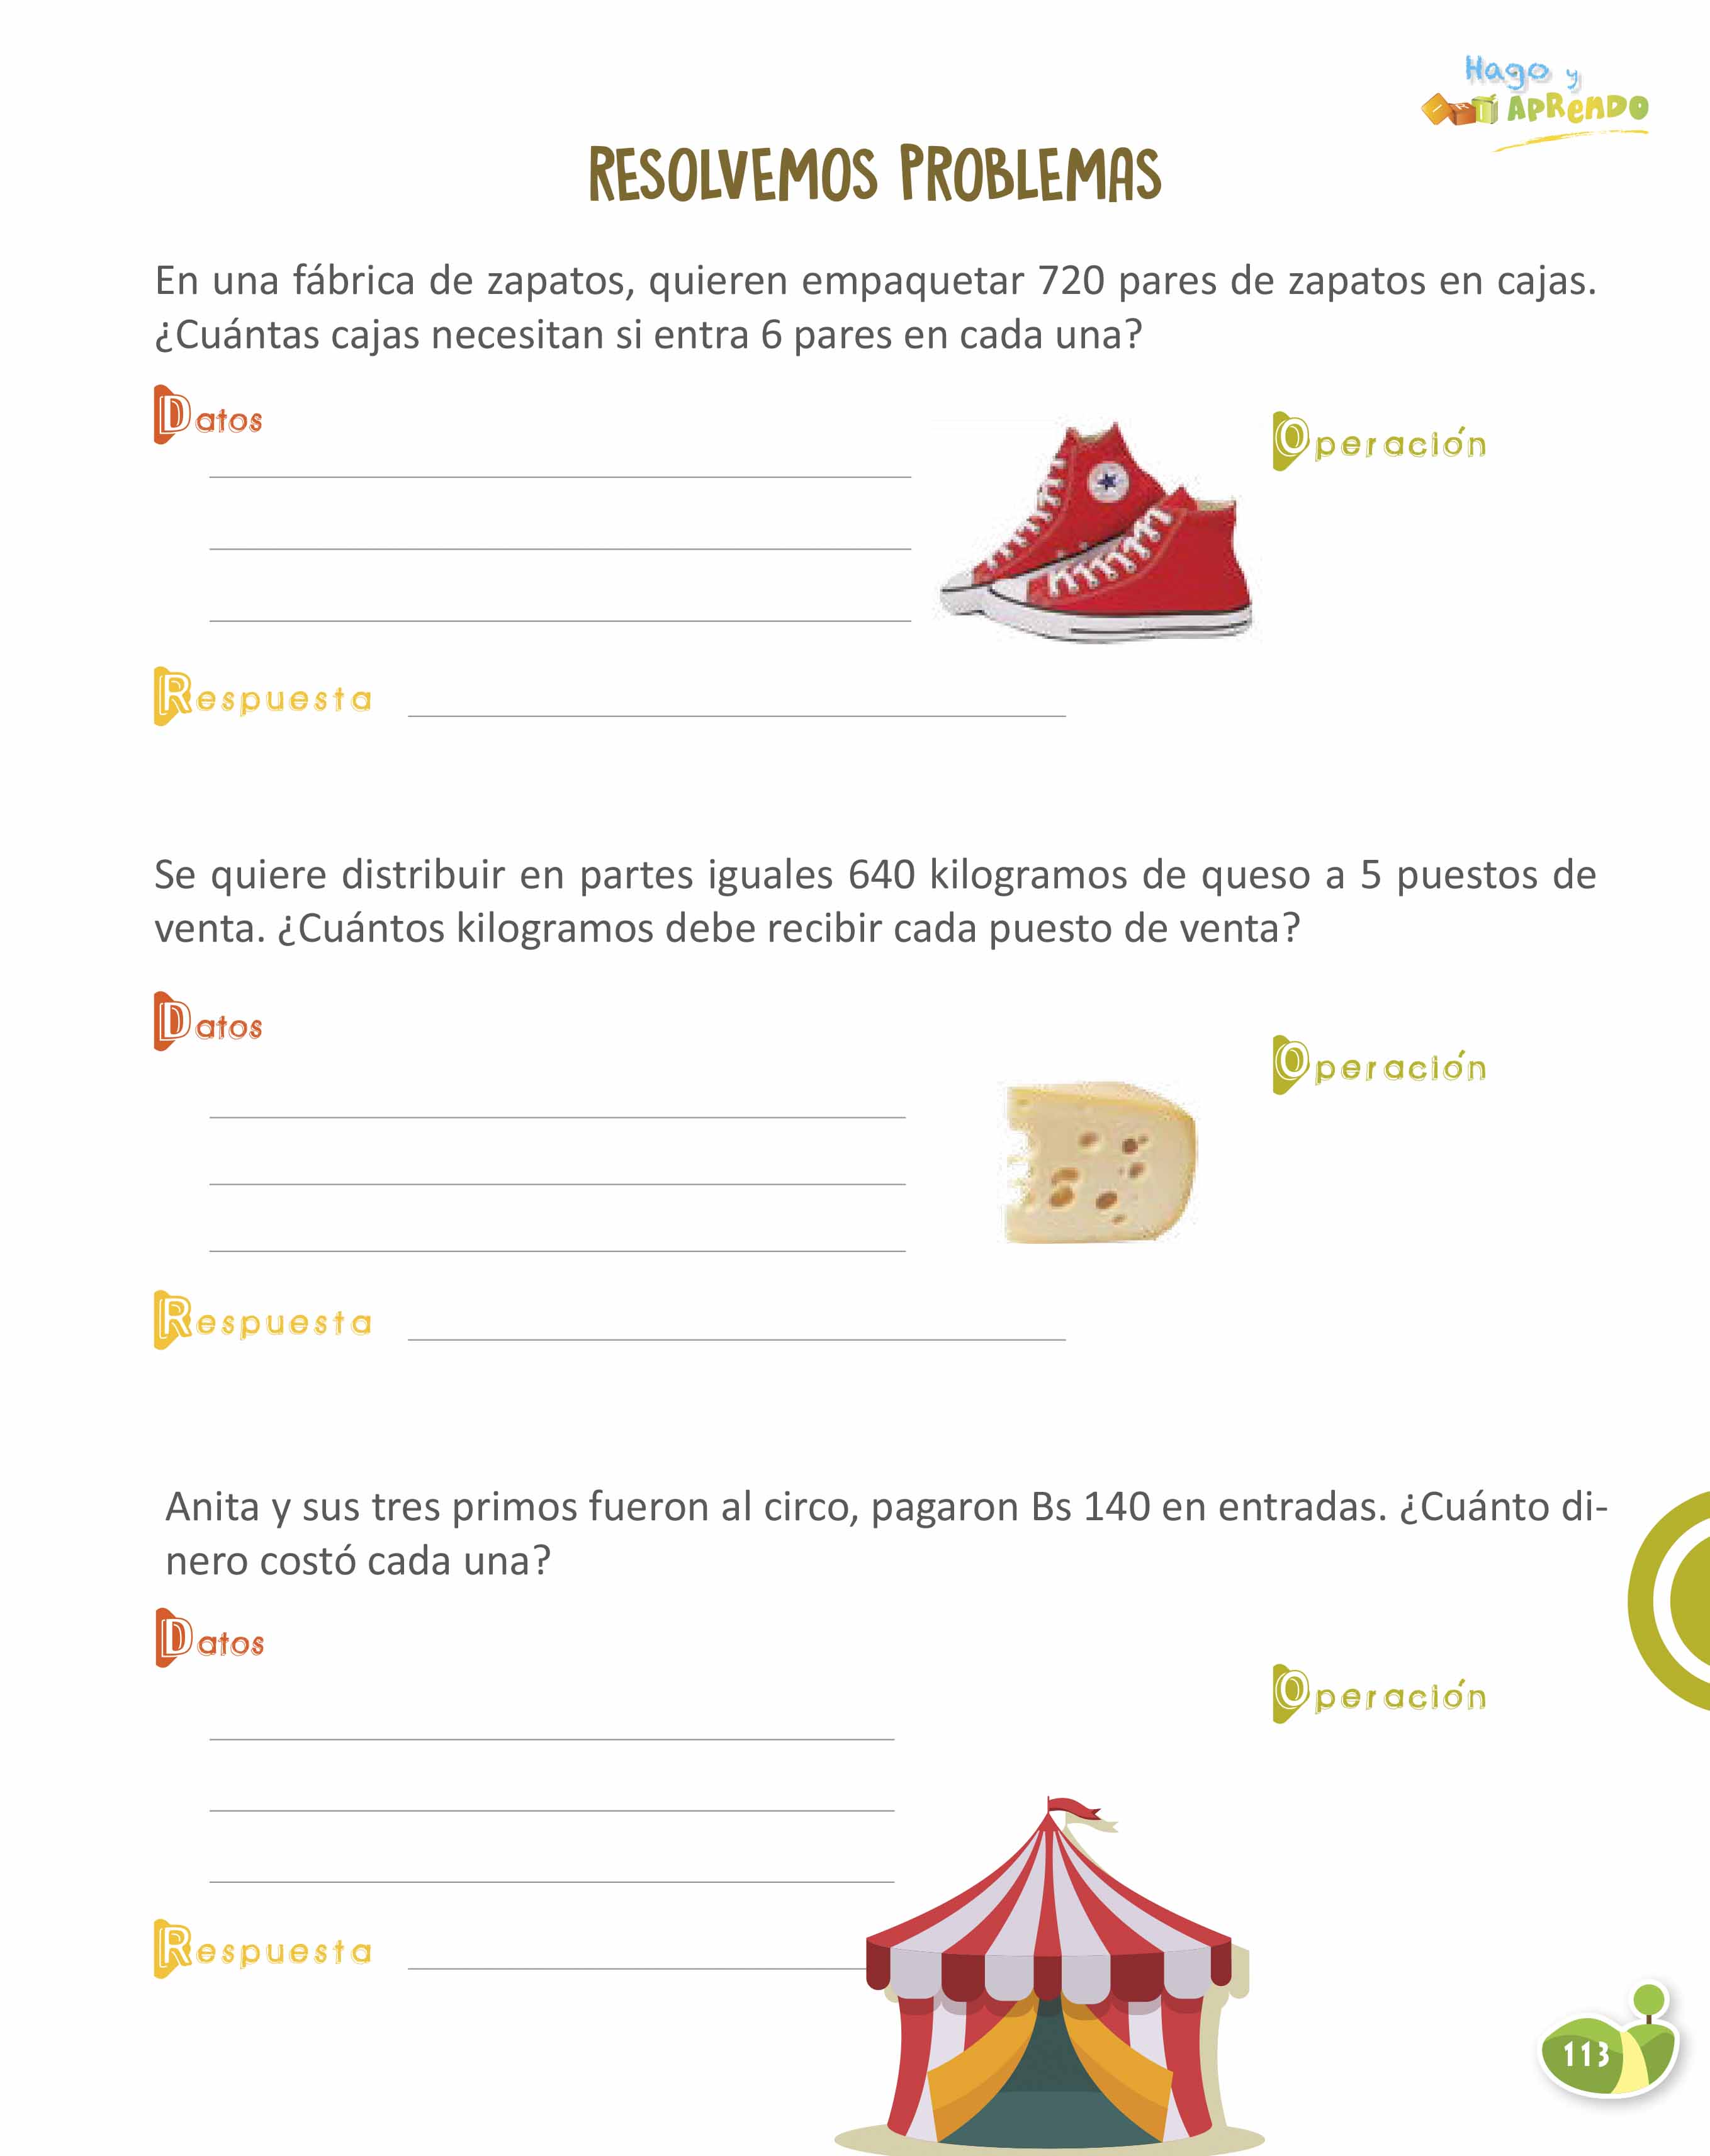 Hago y
APRENDO
RESOLVEMOS PROBLEMAS
En una fábrica de zapatos, quieren empaquetar 720 pares de zapatos en cajas.
¿Cuántas cajas necesitan si entra 6 pares en cada una?
Datos
Operación
Respuesta
Se quiere distribuir en partes iguales 640 kilogramos de queso a 5 puestos de
venta. ¿Cuántos kilogramos debe recibir cada puesto de venta?
Datos
Operación
Respuesta
Anita y sus tres primos fueron al circo, pagaron Bs 140 en entradas. ¿Cuánto di-
nero costó cada una?
Datos
Operación
Respuesta
113